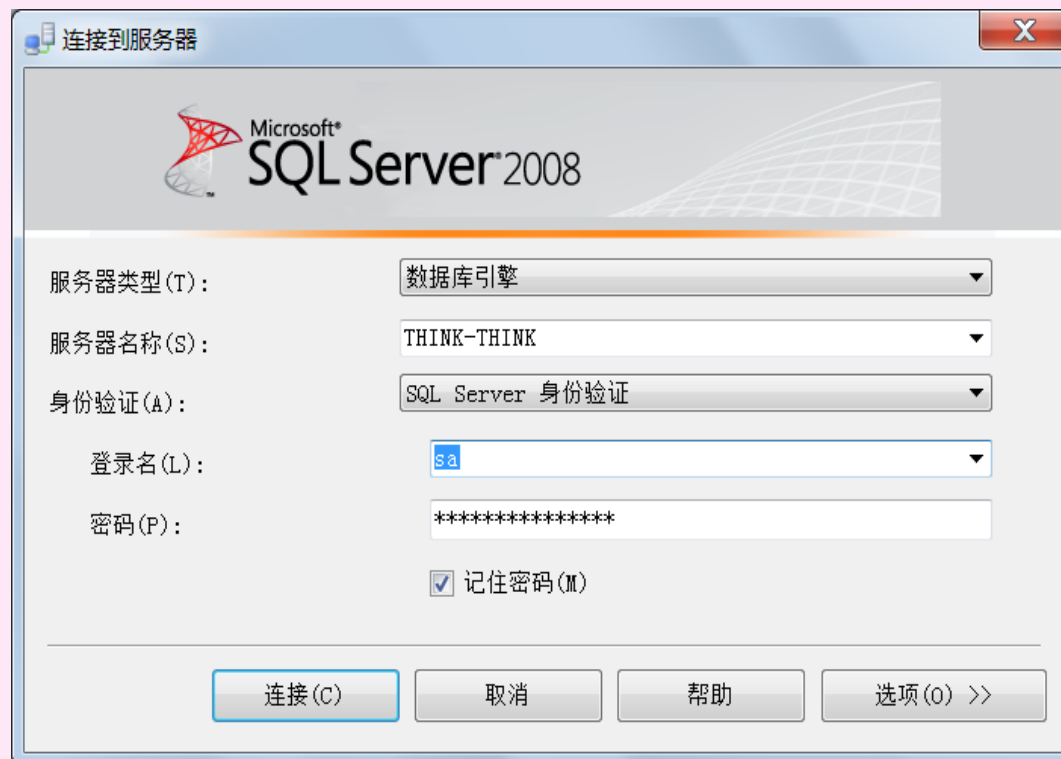 连接到服务器
Microsoft®
SQL Server® 2008
服务器类型(T): 数据库引擎
服务器名称(S): THINK-THINK
身份验证(A): SQL Server 身份验证
登录名(L): sa
密码(P): ***************
记住密码(M)
连接(C) 取消 帮助 选项(O) >>